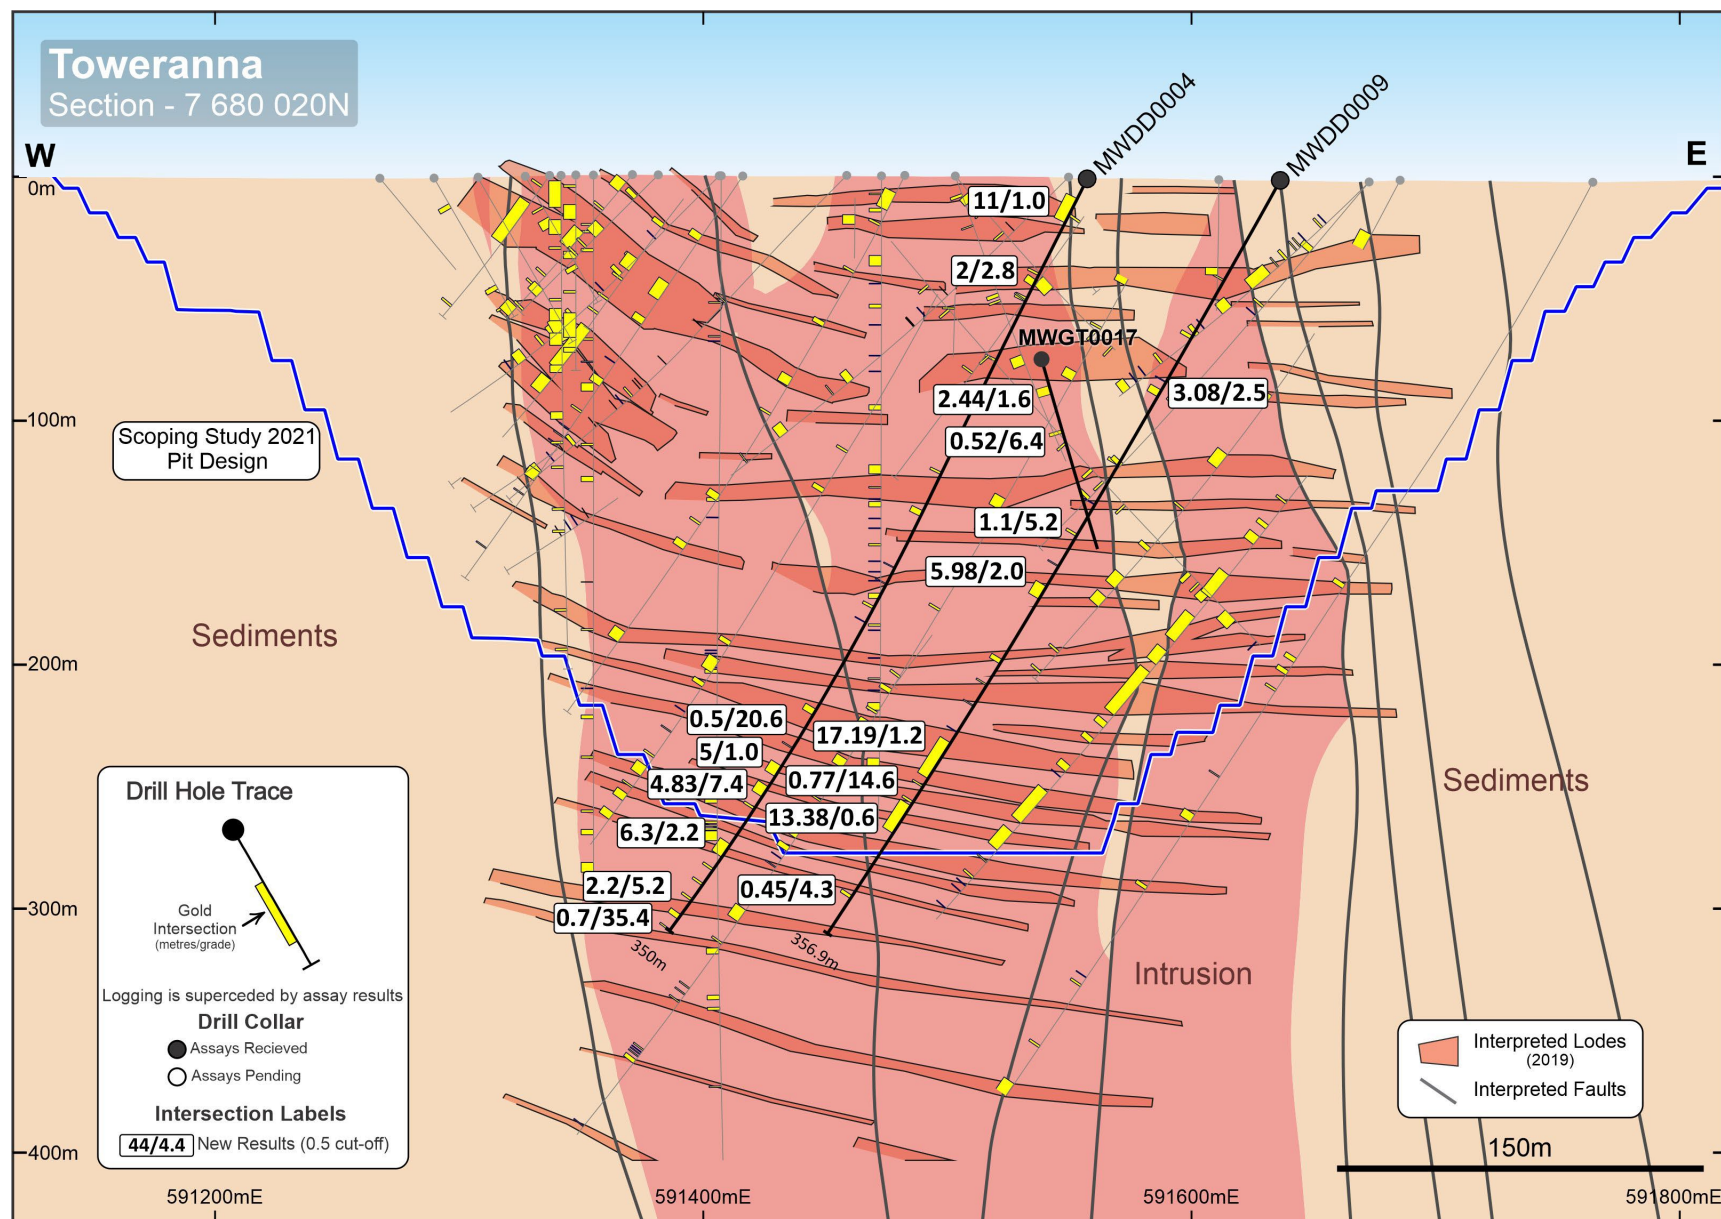 Toweranna
Section - 7 680 020N
MWDD0004
MWDD0009
W
E
0m
11/1.0
2/2.8
MWGT0017
2.44/1.6
3.08/2.5
100m
0.52/6.4
Scoping Study 2021
Pit Design
1.1/5.2
5.98/2.0
Sediments
200m
0.5/20.6
17.19/1.2
5/1.0
4.83/7.4
0.77/14.6
Sediments
13.38/0.6
6.3/2.2
2.2/5.2
0.45/4.3
300m
0.7/35.4
350m
356.9m
Intrusion
Drill Hole Trace
Gold
Intersection
(metres/grade)
Logging is superceded by assay results
Drill Collar
Assays Recieved
Assays Pending
Intersection Labels
44/4.4 New Results (0.5 cut-off)
Interpreted Lodes
(2019)
Interpreted Faults
400m
150m
591200mE
591400mE
591600mE
591800mE